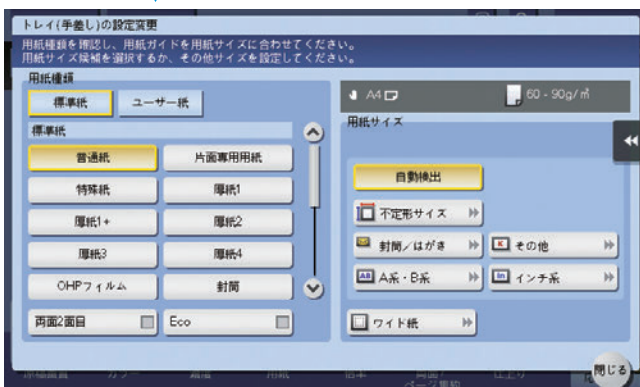 トレイ(手差し)の設定変更
用紙種類を確認し、用紙ガイドを用紙サイズに合わせてください。
用紙サイズ候補を選択するか、その他サイズを設定してください。
用紙種類
標準紙 ユーザー紙
標準紙
普通紙 片面専用用紙
特殊紙 厚紙1
厚紙1+ 厚紙2
厚紙3 厚紙4
OHPフィルム 封筒
両面2面目 Eco
A4 60 - 90g/㎡
用紙サイズ
自動検出
不定形サイズ
封筒/はがき その他
A系・B系 インチ系
ワイド紙
閉じる